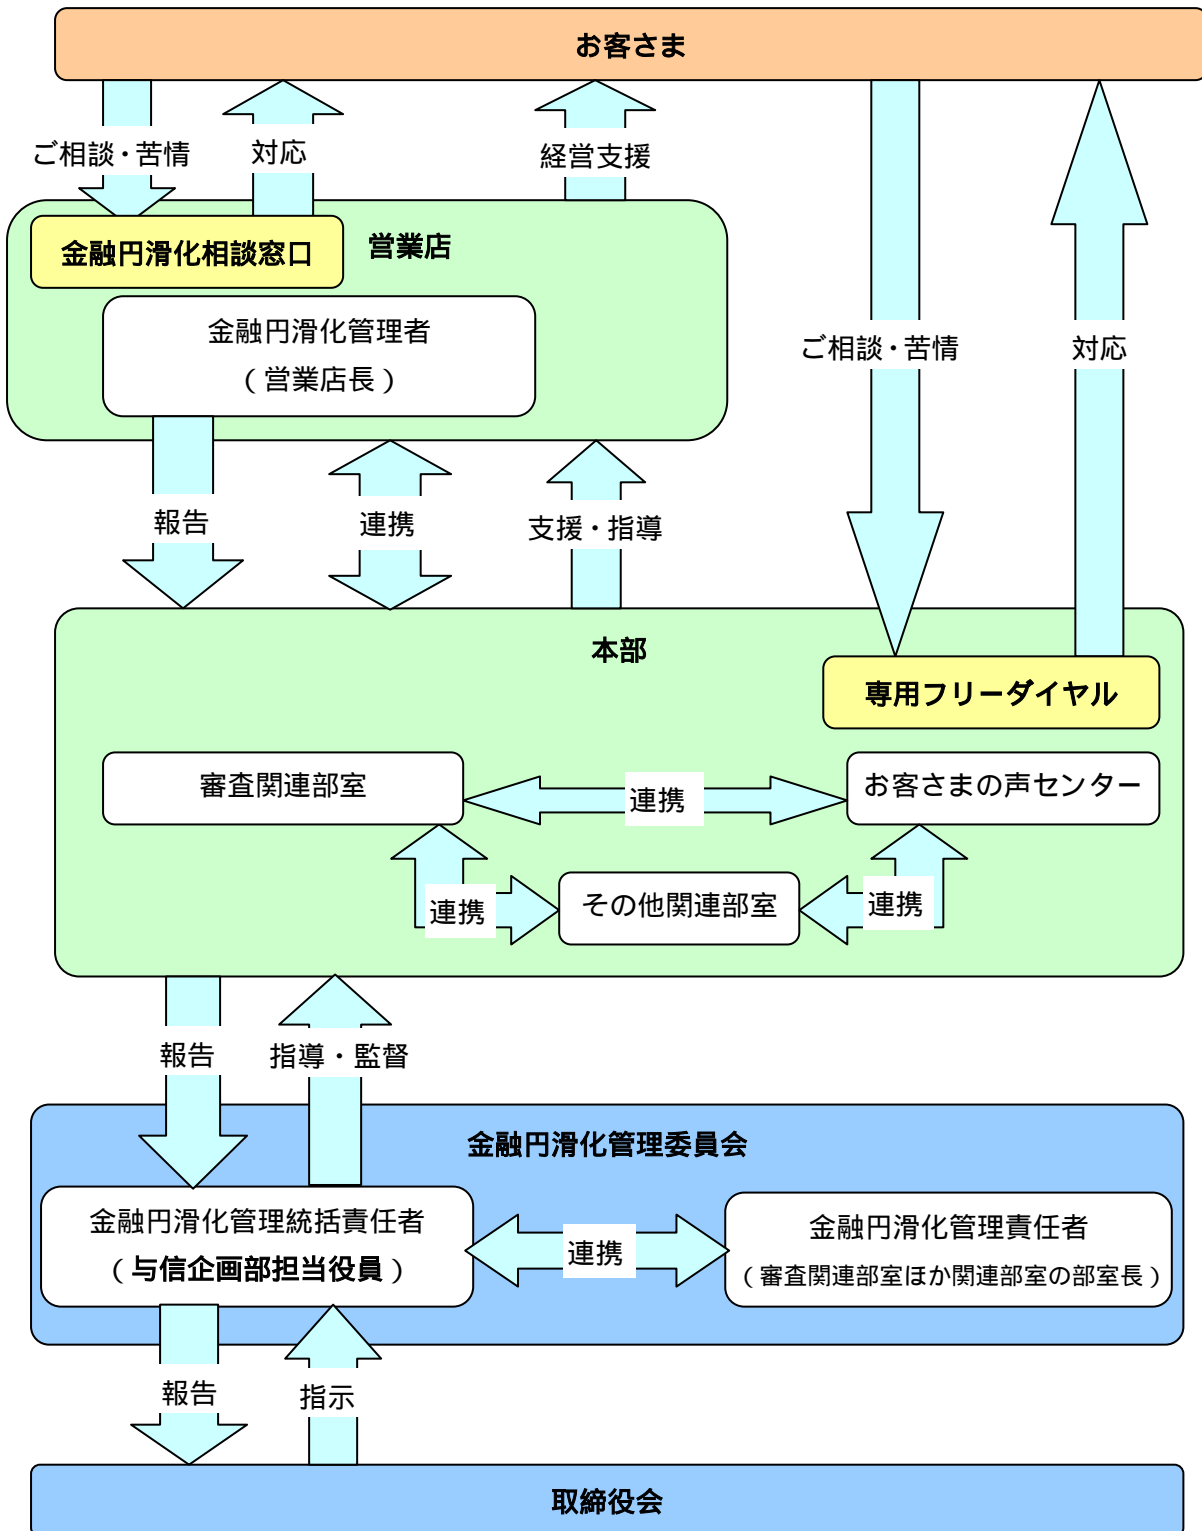 お客さま
ご相談・苦情
対応
経営支援
金融円滑化相談窓口
営業店
金融円滑化管理者
（営業店長）
ご相談・苦情
対応
報告
連携
支援・指導
本部
専用フリーダイヤル
審査関連部室
連携
お客さまの声センター
連携
その他関連部室
連携
報告
指導・監督
金融円滑化管理委員会
金融円滑化管理統括責任者
（与信企画部担当役員）
連携
金融円滑化管理責任者
（審査関連部室ほか関連部室の部室長）
報告
指示
取締役会